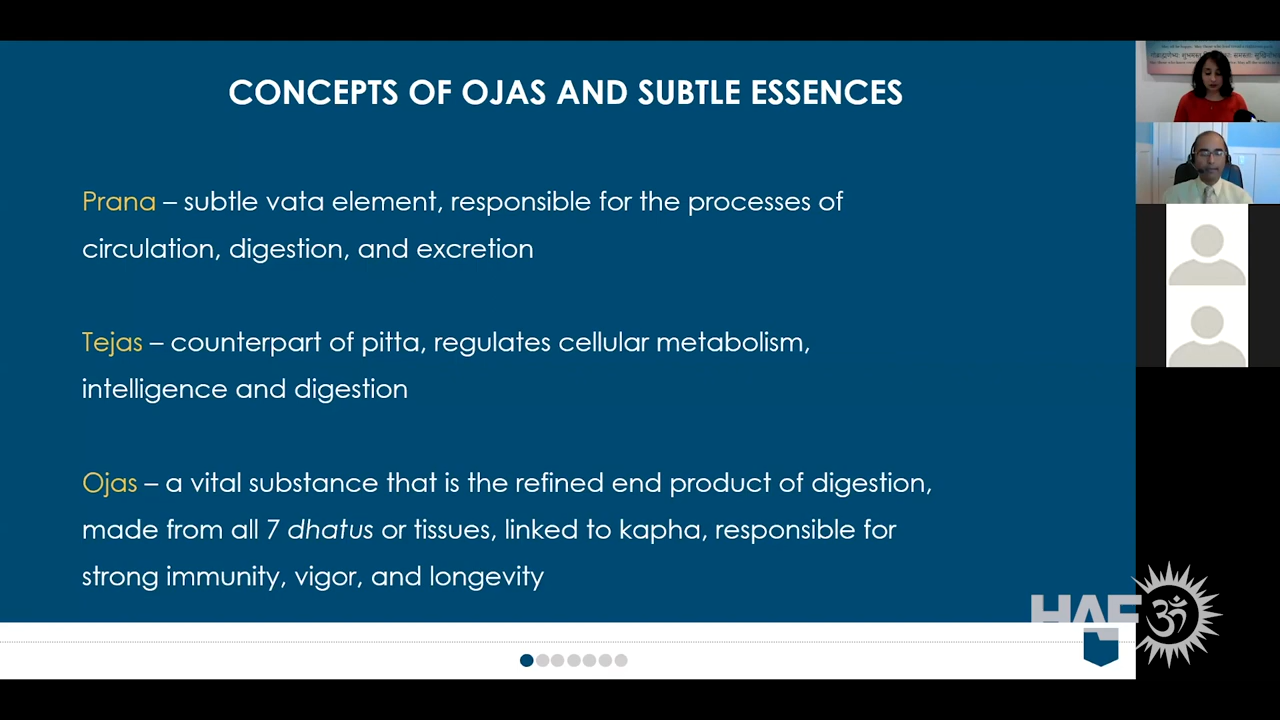 CONCEPTS OF OJAS AND SUBTLE ESSENCES
Prana – subtle vata element, responsible for the processes of
circulation, digestion, and excretion
Tejas – counterpart of pitta, regulates cellular metabolism,
intelligence and digestion
Ojas – a vital substance that is the refined end product of digestion,
made from all 7 dhatus or tissues, linked to kapha, responsible for
strong immunity, vigor, and longevity
HAF
ॐ